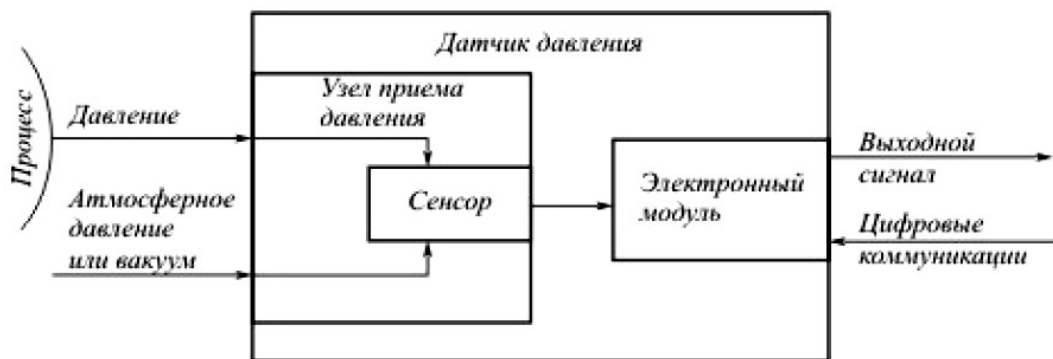 Датчик давления
Процесс
Давление
Узел приема
давления
Атмосферное
давление
или вакуум
Сенсор
Электронный
модуль
Выходной
сигнал
Цифровые
коммуникации